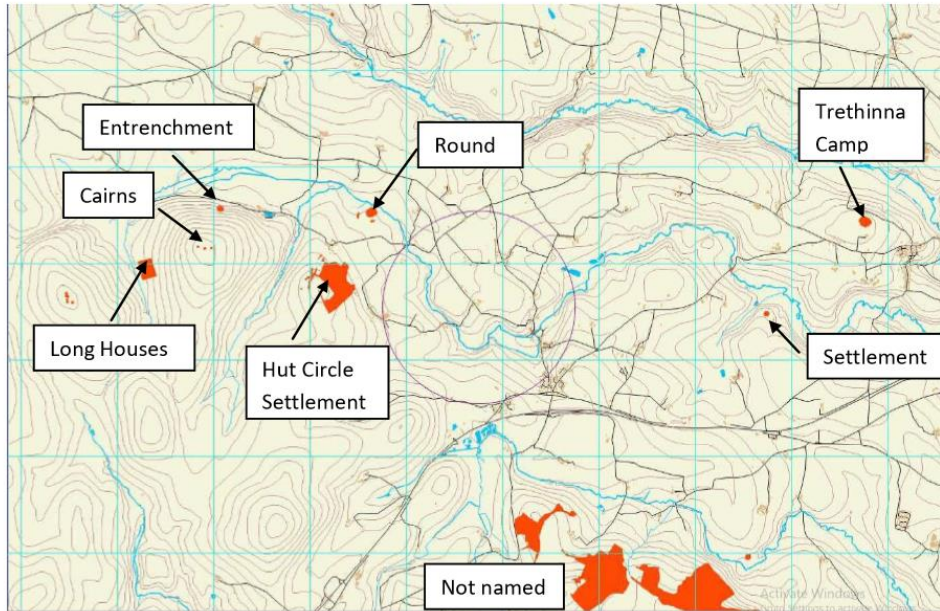 Entrenchment
Round
Trethinna
Camp
Cairns
Long Houses
Hut Circle
Settlement
Settlement
Not named
Activate Windows